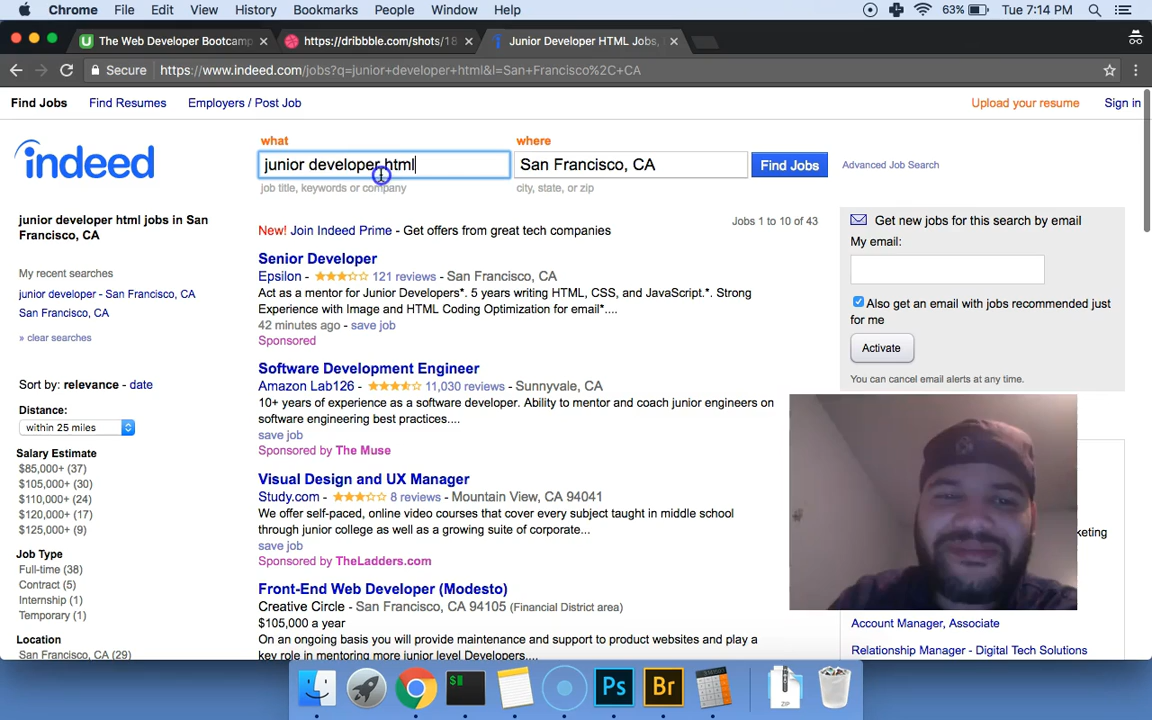 Chrome File Edit View History Bookmarks People Window Help 63% Tue 7:14 PM
The Web Developer Bootcamp https://dribbble.com/shots/18 Junior Developer HTML Jobs,
Secure https://www.indeed.com/jobs?q=junior+developer+html&l=San+Francisco%2C+CA
Find Jobs Find Resumes Employers / Post Job Upload your resume Sign in
what where
indeed junior developer html San Francisco, CA Find Jobs Advanced Job Search
job title, keywords or company city, state, or zip
junior developer html jobs in San
Francisco, CA
My recent searches
junior developer - San Francisco, CA
San Francisco, CA
» clear searches
Sort by: relevance - date
Distance:
within 25 miles
Salary Estimate
$85,000+ (37)
$105,000+ (30)
$110,000+ (24)
$120,000+ (17)
$125,000+ (9)
Job Type
Full-time (38)
Contract (5)
Internship (1)
Temporary (1)
Location
San Francisco, CA (29)
Jobs 1 to 10 of 43
New! Join Indeed Prime - Get offers from great tech companies
Senior Developer
Epsilon - 121 reviews - San Francisco, CA
Act as a mentor for Junior Developers*. 5 years writing HTML, CSS, and JavaScript.*. Strong
Experience with Image and HTML Coding Optimization for email*....
42 minutes ago - save job
Sponsored
Software Development Engineer
Amazon Lab126 - 11,030 reviews - Sunnyvale, CA
10+ years of experience as a software developer. Ability to mentor and coach junior engineers on
software engineering best practices....
save job
Sponsored by The Muse
Visual Design and UX Manager
Study.com - 8 reviews - Mountain View, CA 94041
We offer self-paced, online video courses that cover every subject taught in middle school
through junior college as well as a growing suite of corporate...
save job
Sponsored by TheLadders.com
Front-End Web Developer (Modesto)
Creative Circle - San Francisco, CA 94105 (Financial District area)
$105,000 a year
On an ongoing basis you will provide maintenance and support to product websites and play a
key role in mentoring more junior level Developers....
Get new jobs for this search by email
My email:
Also get an email with jobs recommended just
for me
Activate
You can cancel email alerts at any time.
keting
Account Manager, Associate
Relationship Manager - Digital Tech Solutions
$
Ps
Br
ZIP